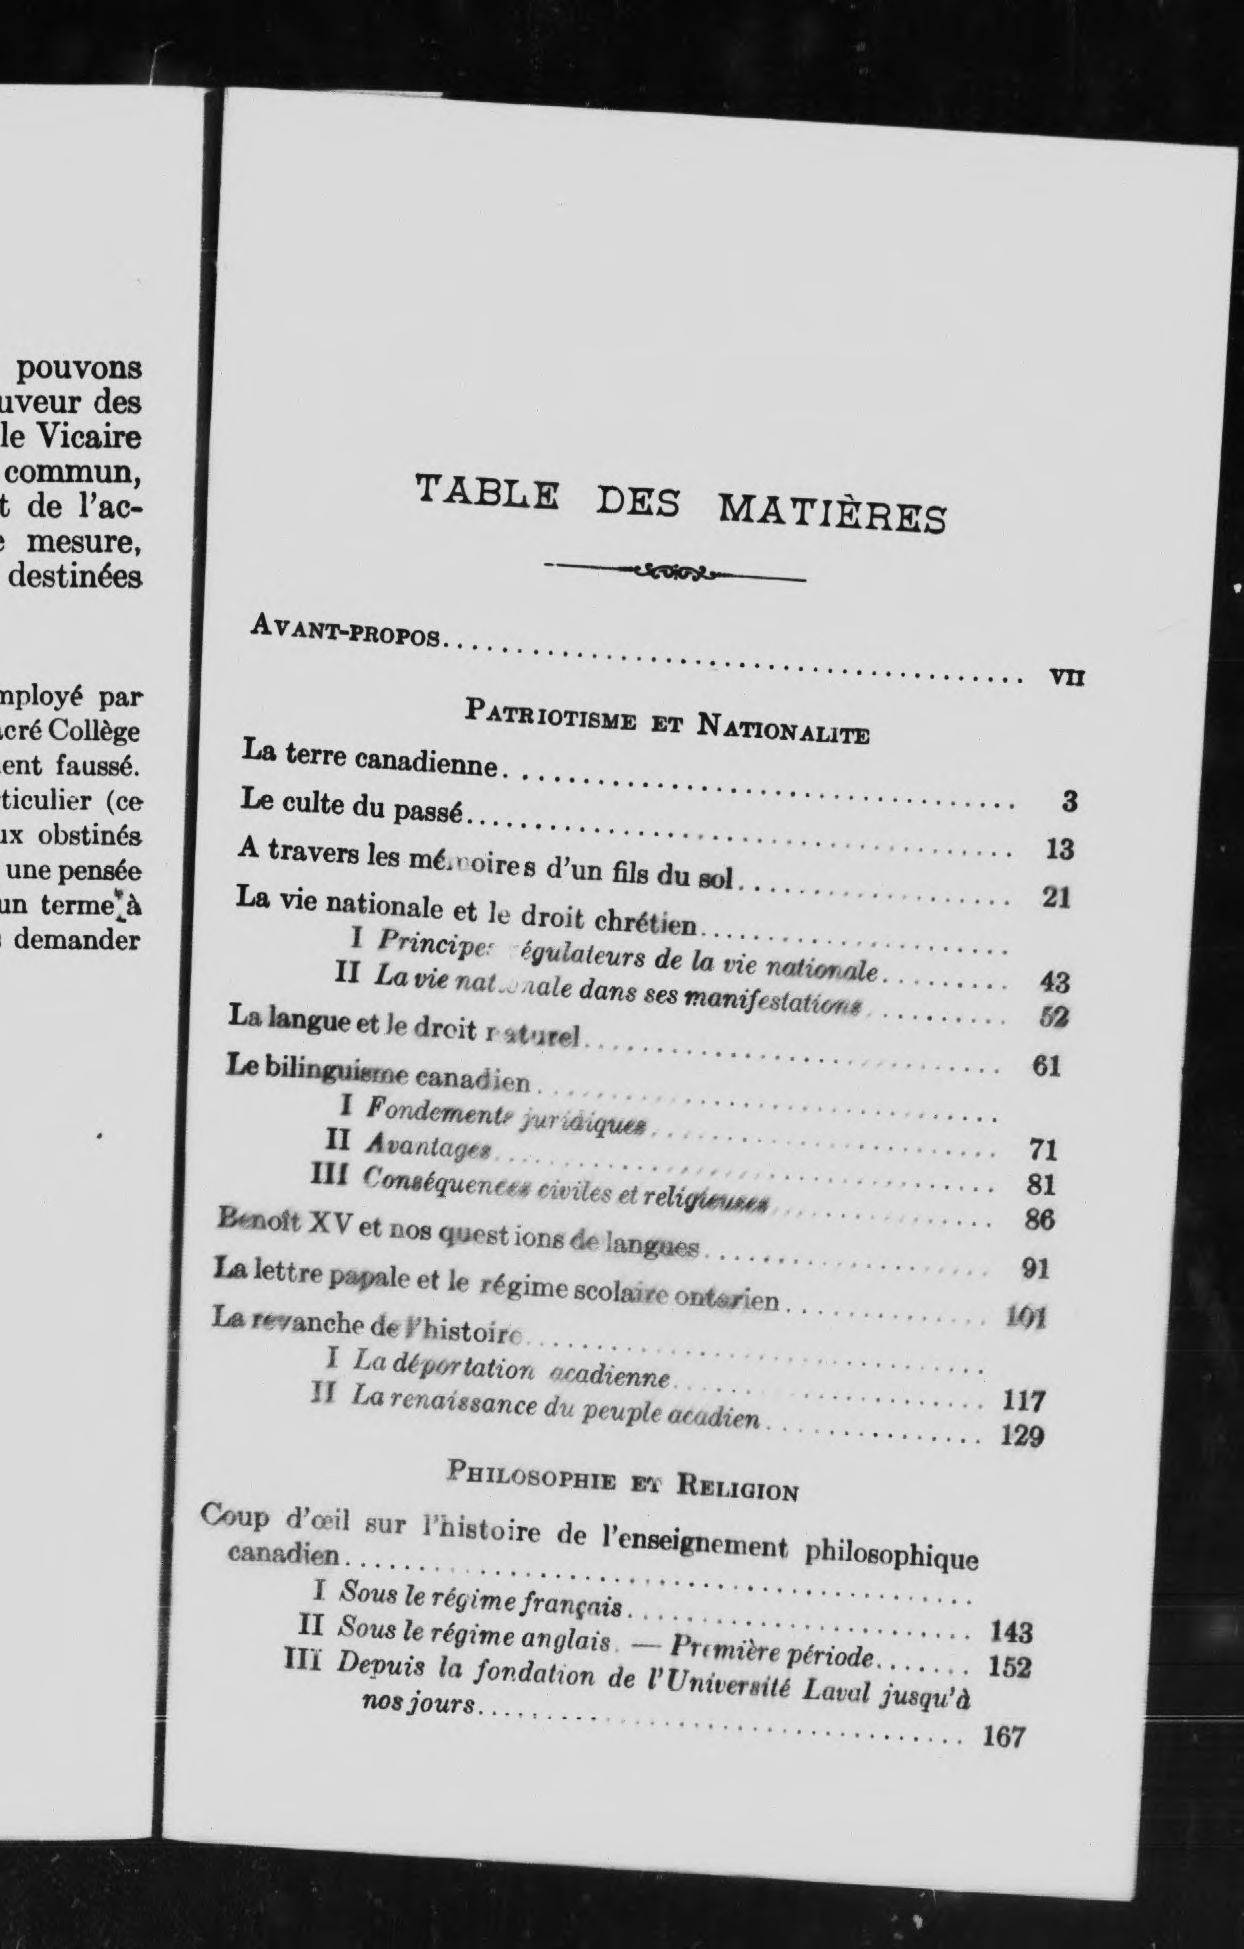 pouvons
uveur des
le Vicaire
commun,
t de l'ac-
e mesure,
destinées
mployé par
acré Collège
ent faussé.
ticulier (ce
ux obstinés
une pensée
un terme à
demander
TABLE DES MATIÈRES
AVANT-PROPOS........................................ VII
PATRIOTISME ET NATIONALITE
La terre canadienne.................................... 3
Le culte du passé...................................... 13
A travers les mémoires d'un fils du sol................... 21
La vie nationale et le droit chrétien.....................
I Principes régulateurs de la vie nationale.......... 43
II La vie nationale dans ses manifestations.......... 52
La langue et le droit naturel............................ 61
Le bilinguisme canadien................................
I Fondements juridiques........................ 71
II Avantages.................................. 81
III Conséquences civiles et religieuses............... 86
Benoît XV et nos questions de langues................... 91
La lettre papale et le régime scolaire ontarien.............. 101
La revanche de l'histoire................................
I La déportation acadienne...................... 117
II La renaissance du peuple acadien................ 129
PHILOSOPHIE ET RELIGION
Coup d'œil sur l'histoire de l'enseignement philosophique
canadien..........................................
I Sous le régime français........................ 143
II Sous le régime anglais. — Première période....... 152
III Depuis la fondation de l'Université Laval jusqu'à
nos jours.................................. 167